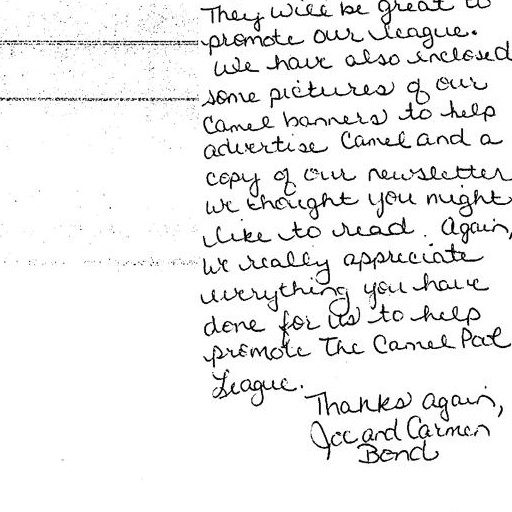 They will be great to
promote our league.
We have also inclosed
some pictures of our
Camel banners to help
advertise Camel and a
copy of our newsletter
we thought you might
like to read. Again,
we really appreciate
everything you have
done for us to help
promote The Camel Pool
League.
Thanks again,
Joe and Carmen
Bond